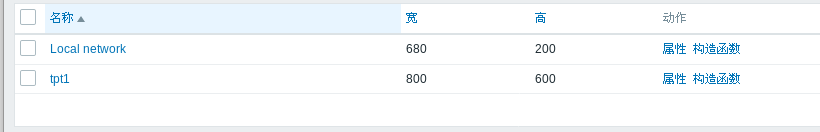 名称 宽 高 动作
Local network 680 200 属性 构造函数
tpt1 800 600 属性 构造函数